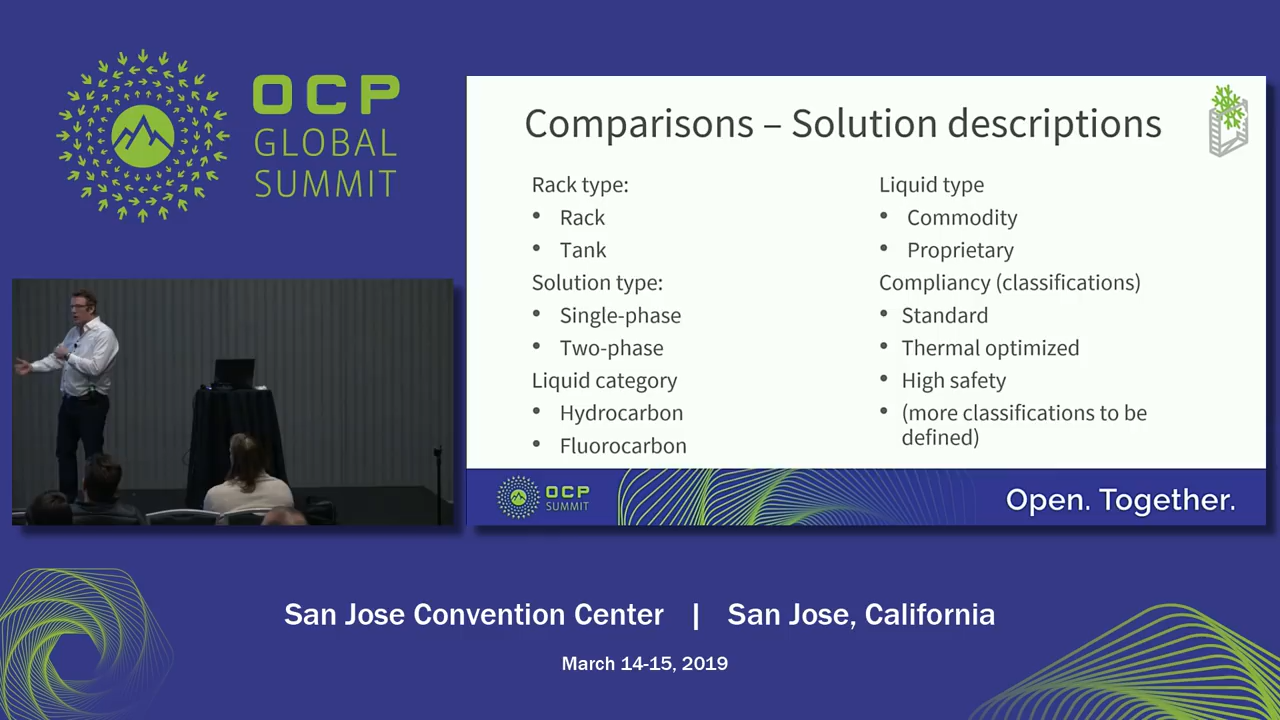 OCP
GLOBAL
SUMMIT
Comparisons – Solution descriptions
Rack type:
• Rack
• Tank
Solution type:
• Single-phase
• Two-phase
Liquid category
• Hydrocarbon
• Fluorocarbon
Liquid type
• Commodity
• Proprietary
Compliancy (classifications)
• Standard
• Thermal optimized
• High safety
• (more classifications to be
defined)
OCP
SUMMIT
Open. Together.
San Jose Convention Center | San Jose, California
March 14-15, 2019